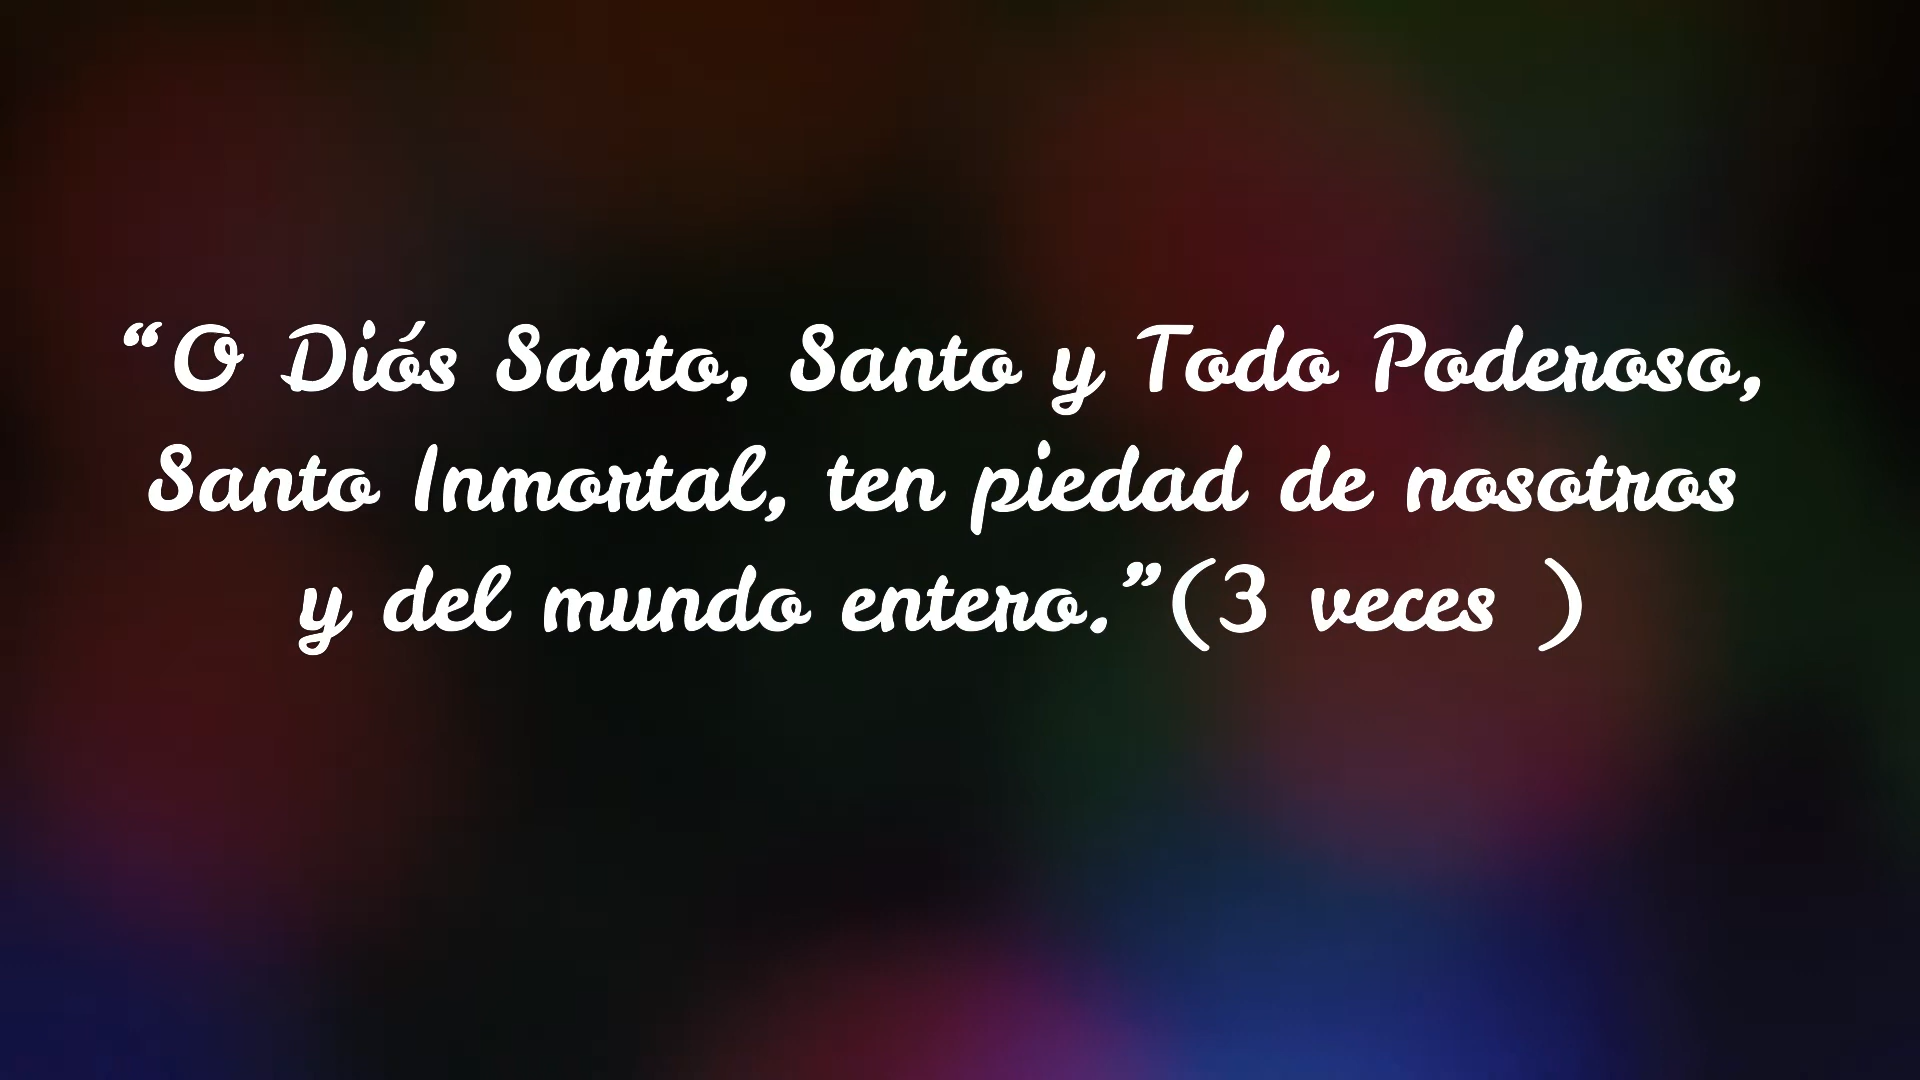 “O Diós Santo, Santo y Todo Poderoso,
Santo Inmortal, ten piedad de nosotros
y del mundo entero.”(3 veces )